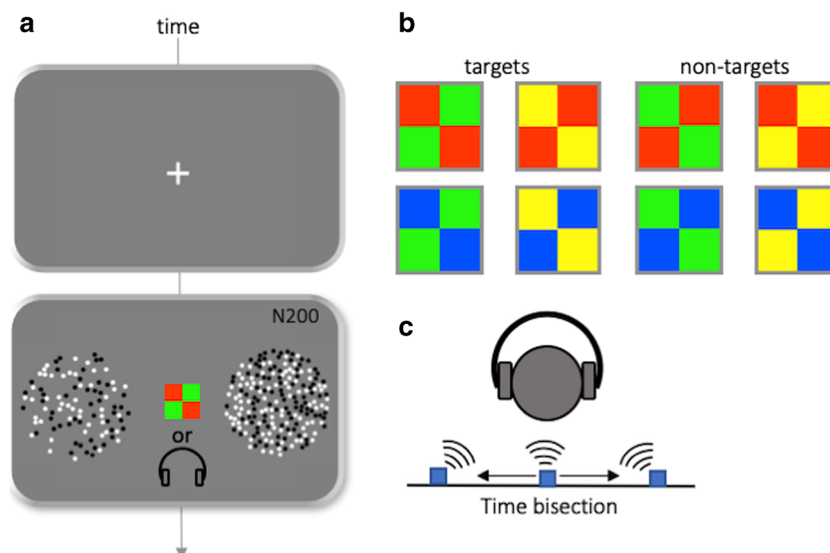 a
time
N200
or
b
targets
non-targets
c
Time bisection